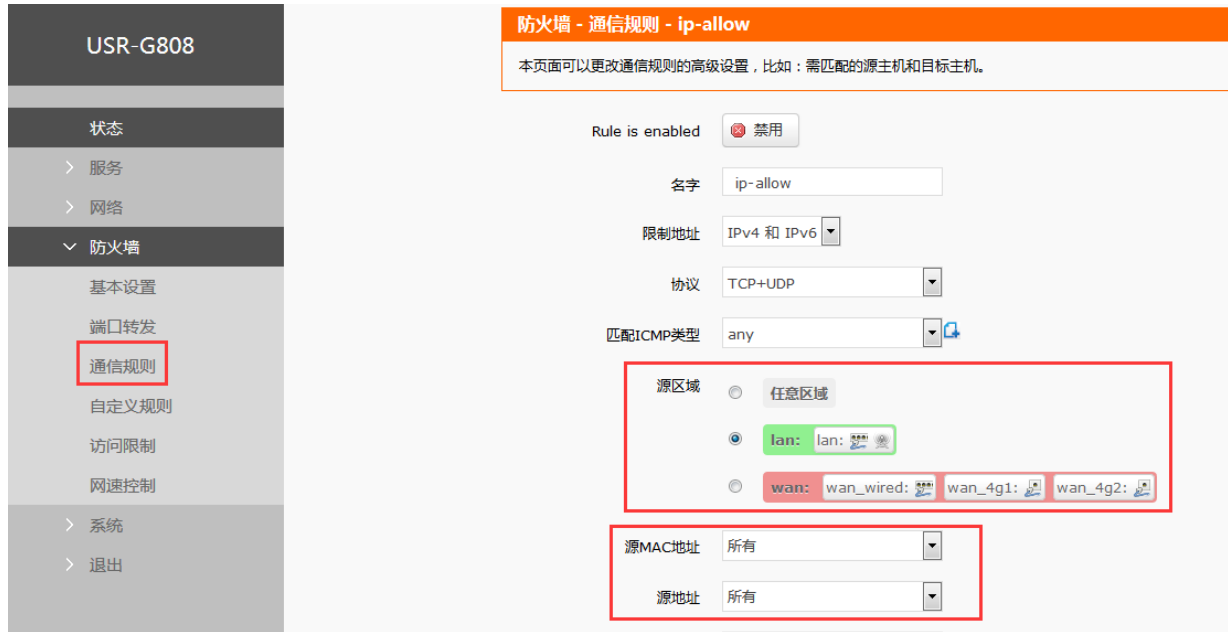 USR-G808
状态
服务
网络
防火墙
基本设置
端口转发
通信规则
自定义规则
访问限制
网速控制
系统
退出
防火墙 - 通信规则 - ip-allow
本页面可以更改通信规则的高级设置，比如：需匹配的源主机和目标主机。
Rule is enabled 禁用
名字 ip-allow
限制地址 IPv4 和 IPv6
协议 TCP+UDP
匹配ICMP类型 any
源区域 任意区域
lan: lan:
wan: wan_wired: wan_4g1: wan_4g2:
源MAC地址 所有
源地址 所有